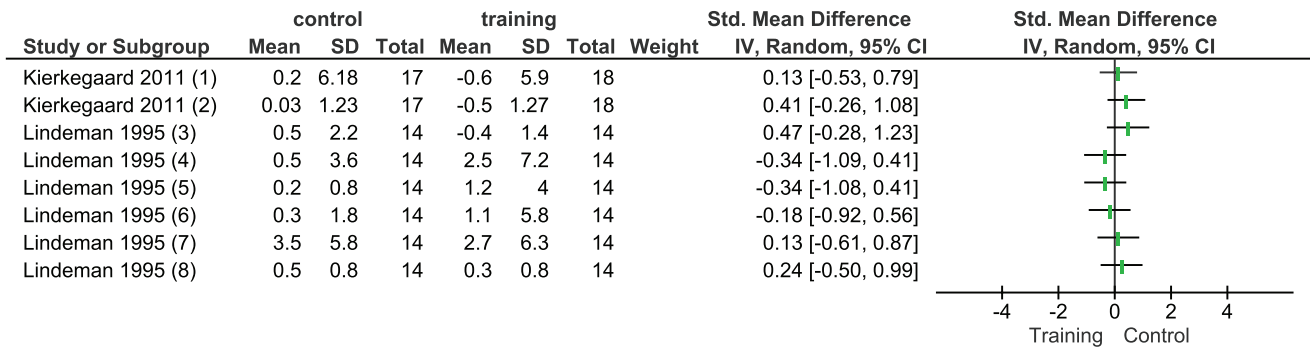 control training Std. Mean Difference Std. Mean Difference
Study or Subgroup Mean SD Total Mean SD Total Weight IV, Random, 95% CI IV, Random, 95% CI
Kierkegaard 2011 (1) 0.2 6.18 17 -0.6 5.9 18 0.13 [-0.53, 0.79]
Kierkegaard 2011 (2) 0.03 1.23 17 -0.5 1.27 18 0.41 [-0.26, 1.08]
Lindeman 1995 (3) 0.5 2.2 14 -0.4 1.4 14 0.47 [-0.28, 1.23]
Lindeman 1995 (4) 0.5 3.6 14 2.5 7.2 14 -0.34 [-1.09, 0.41]
Lindeman 1995 (5) 0.2 0.8 14 1.2 4 14 -0.34 [-1.08, 0.41]
Lindeman 1995 (6) 0.3 1.8 14 1.1 5.8 14 -0.18 [-0.92, 0.56]
Lindeman 1995 (7) 3.5 5.8 14 2.7 6.3 14 0.13 [-0.61, 0.87]
Lindeman 1995 (8) 0.5 0.8 14 0.3 0.8 14 0.24 [-0.50, 0.99]
-4 -2 0 2 4
Training Control